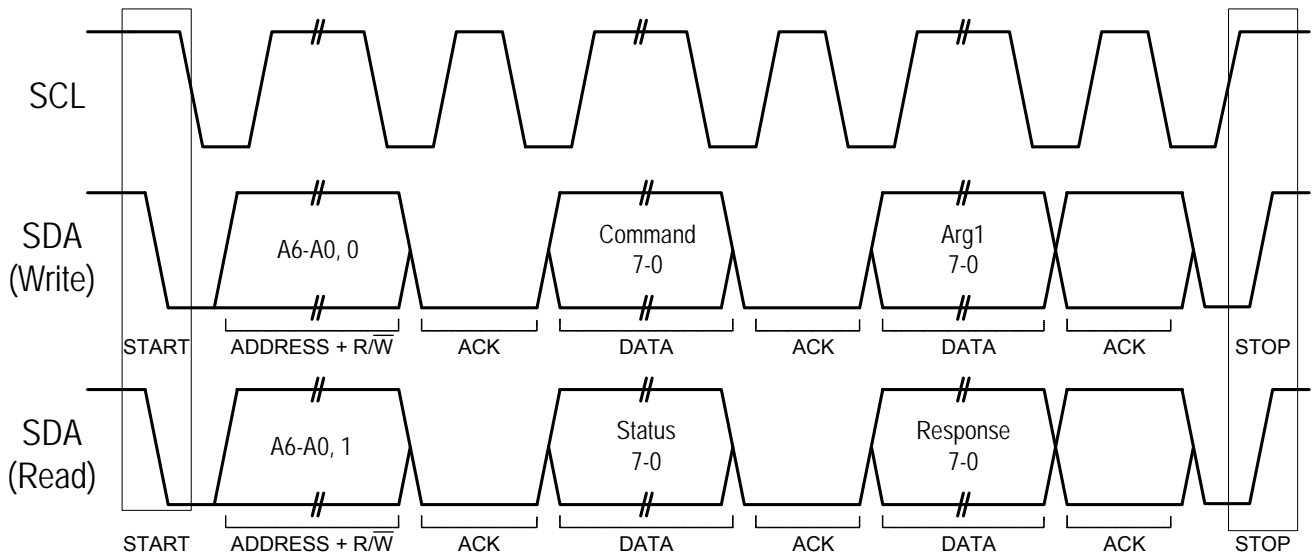 SCL
SDA
(Write)
A6-A0, 0
Command
7-0
Arg1
7-0
START
ADDRESS + R/W̅
ACK
DATA
ACK
DATA
ACK
STOP
SDA
(Read)
A6-A0, 1
Status
7-0
Response
7-0
START
ADDRESS + R/W̅
ACK
DATA
ACK
DATA
ACK
STOP